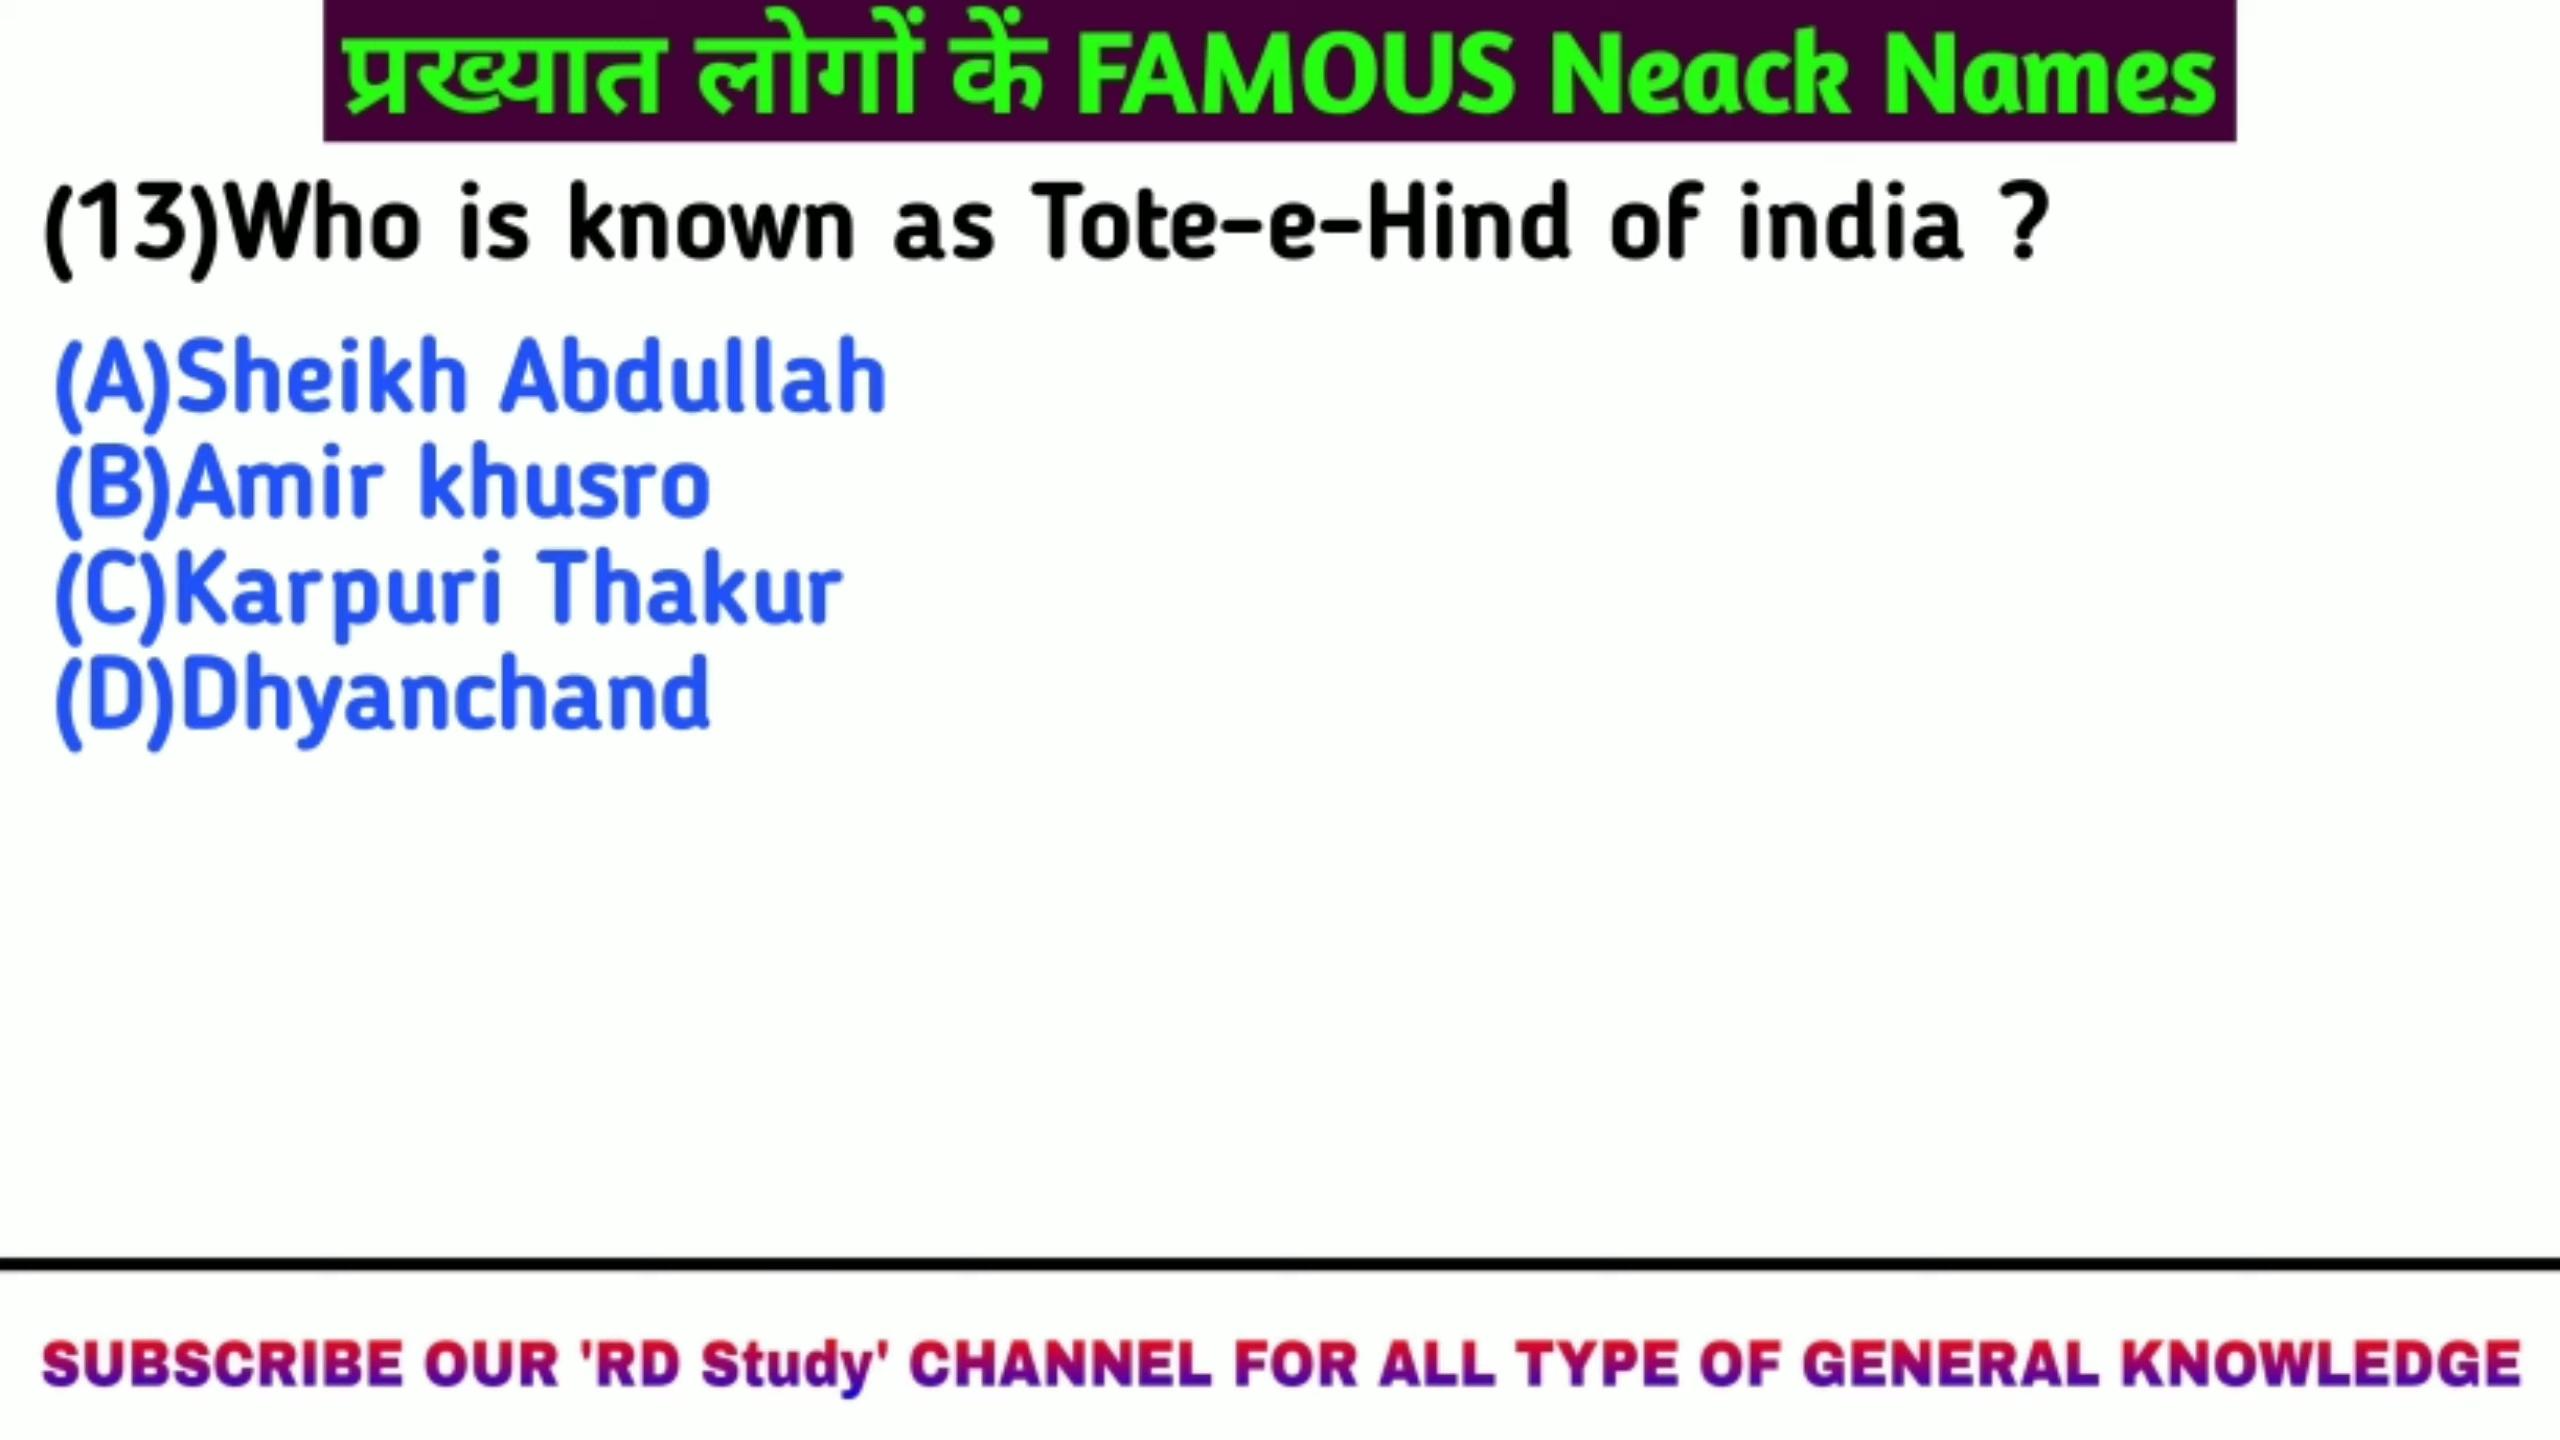 प्रख्यात लोगों कें FAMOUS Neack Names
(13)Who is known as Tote-e-Hind of india ?
(A)Sheikh Abdullah
(B)Amir khusro
(C)Karpuri Thakur
(D)Dhyanchand
SUBSCRIBE OUR 'RD Study' CHANNEL FOR ALL TYPE OF GENERAL KNOWLEDGE